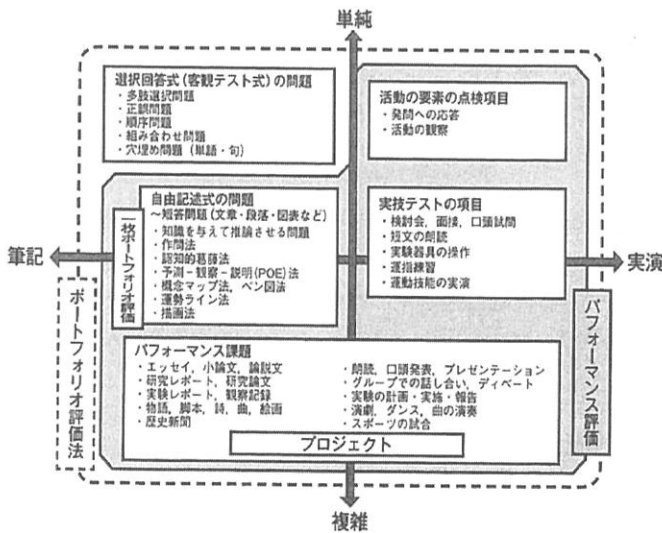 単純
選択回答式(客観テスト式)の問題
・多肢選択問題
・正誤問題
・順序問題
・組み合わせ問題
・穴埋め問題(単語・句)
活動の要素の点検項目
・発問への応答
・活動の観察
自由記述式の問題
〜短答問題(文章・段落・図表など)
・知識を与えて推論させる問題
・作問法
・認知的葛藤法
・予測-観察-説明(POE)法
・概念マップ法,ベン図法
・運勢ライン法
・描画法
一枚ポートフォリオ評価
実技テストの項目
・検討会,面接,口頭試問
・短文の朗読
・実験器具の操作
・運指練習
・運動技能の実演
筆記
実演
ポートフォリオ評価法
パフォーマンス評価
パフォーマンス課題
・エッセイ,小論文,論説文
・研究レポート,研究論文
・実験レポート,観察記録
・物語,脚本,詩,曲,絵画
・歴史新聞
・朗読,口頭発表,プレゼンテーション
・グループでの話し合い,ディベート
・実験の計画・実施・報告
・演劇,ダンス,曲の演奏
・スポーツの試合
プロジェクト
複雑